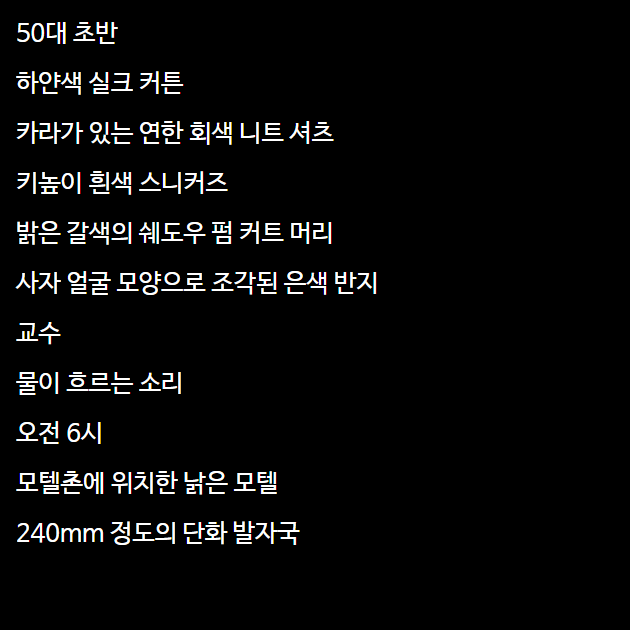 50대 초반
하얀색 실크 커튼
카라가 있는 연한 회색 니트 셔츠
키높이 흰색 스니커즈
밝은 갈색의 쉐도우 펌 커트 머리
사자 얼굴 모양으로 조각된 은색 반지
교수
물이 흐르는 소리
오전 6시
모텔촌에 위치한 낡은 모텔
240mm 정도의 단화 발자국